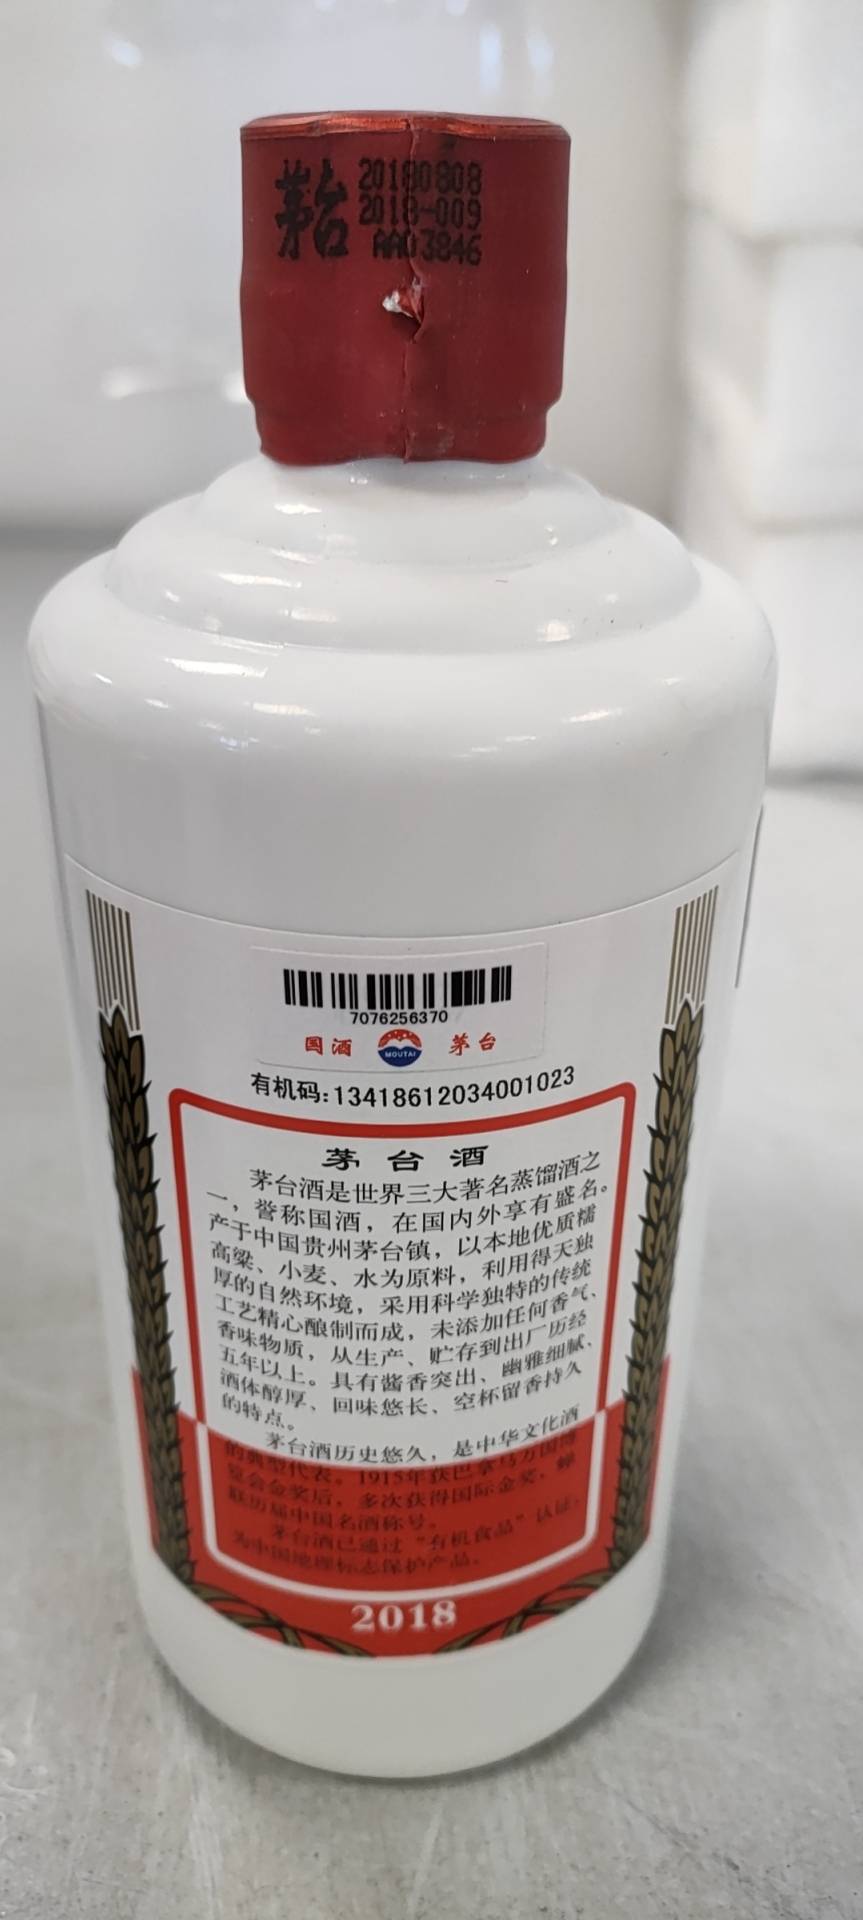 茅台
20180808
2018-009
AA03846
7076256370
国酒 MOUTAI 茅台
有机码:13418612034001023
茅台酒
茅台酒是世界三大著名蒸馏酒之
一，誉称国酒，在国内外享有盛名。
产于中国贵州茅台镇，以本地优质糯
高粱、小麦、水为原料，利用得天独
厚的自然环境，采用科学独特的传统
工艺精心酿制而成，未添加任何香气、
香味物质，从生产、贮存到出厂历经
五年以上。具有酱香突出、幽雅细腻、
酒体醇厚、回味悠长、空杯留香持久
的特点。
茅台酒历史悠久，是中华文化酒
的典型代表。1915年获巴拿马万国博
览会金奖后，多次获得国际金奖，蝉
联历届中国名酒称号。
茅台酒已通过“有机食品”认证，
为中国地理标志保护产品。
2018